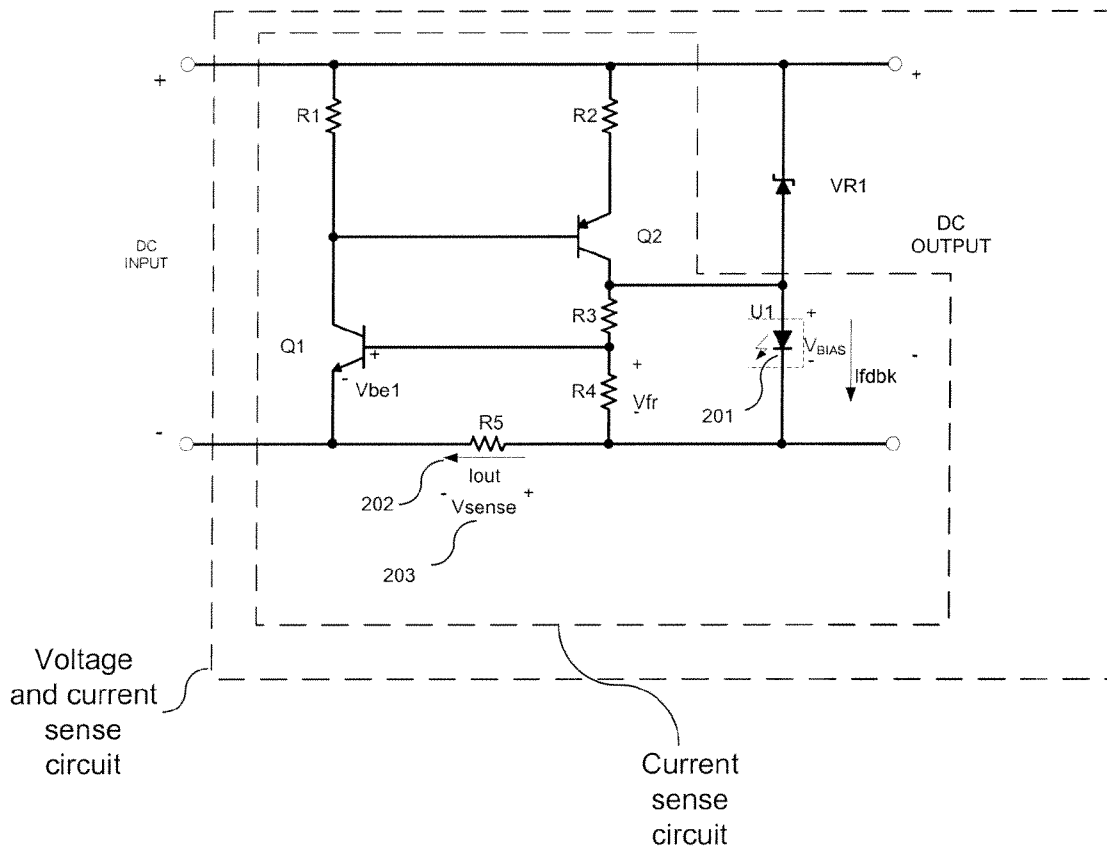 +
+
R1
R2
VR1
DC
INPUT
Q2
DC
OUTPUT
U1
+
R3
Q1
+
VBIAS
-
-
+
-
Vbe1
R4
Vfr
-
Ifdbk
201
-
R5
202
Iout
-
Vsense
+
203
Voltage
and current
sense
circuit
Current
sense
circuit